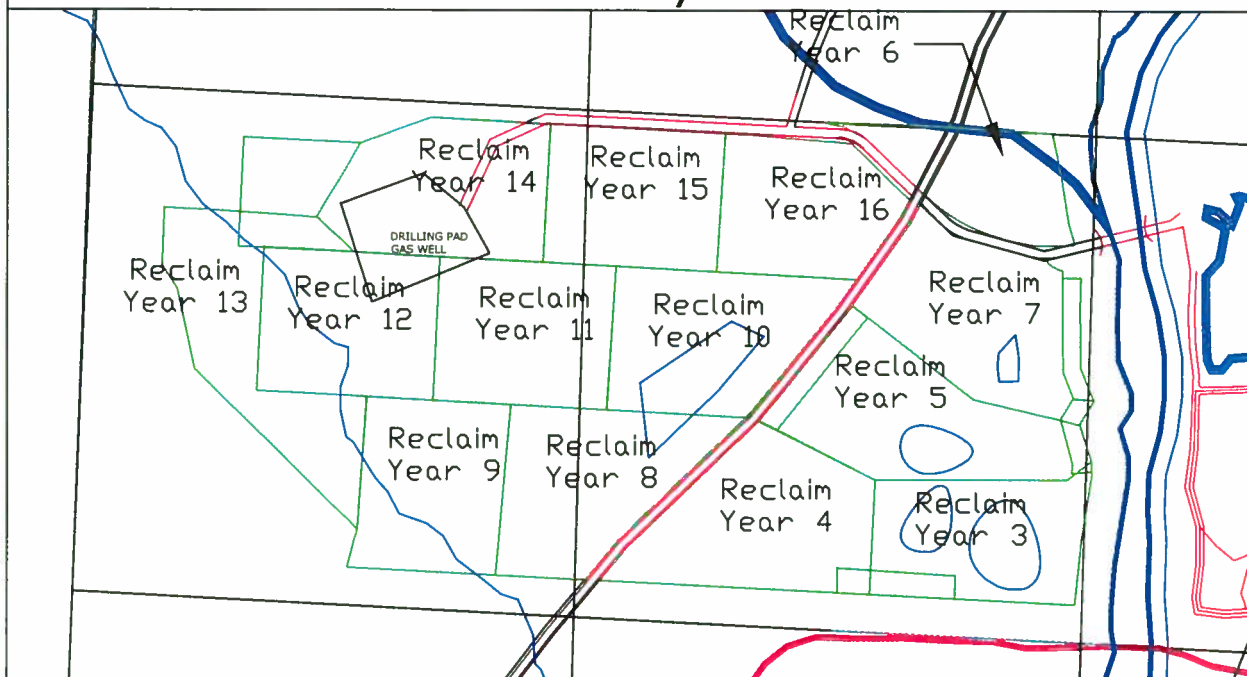 Reclaim
Year 6
Reclaim
Year 14
Reclaim
Year 15
Reclaim
Year 16
DRILLING PAD
GAS WELL
Reclaim
Year 13
Reclaim
Year 12
Reclaim
Year 11
Reclaim
Year 10
Reclaim
Year 7
Reclaim
Year 5
Reclaim
Year 9
Reclaim
Year 8
Reclaim
Year 4
Reclaim
Year 3